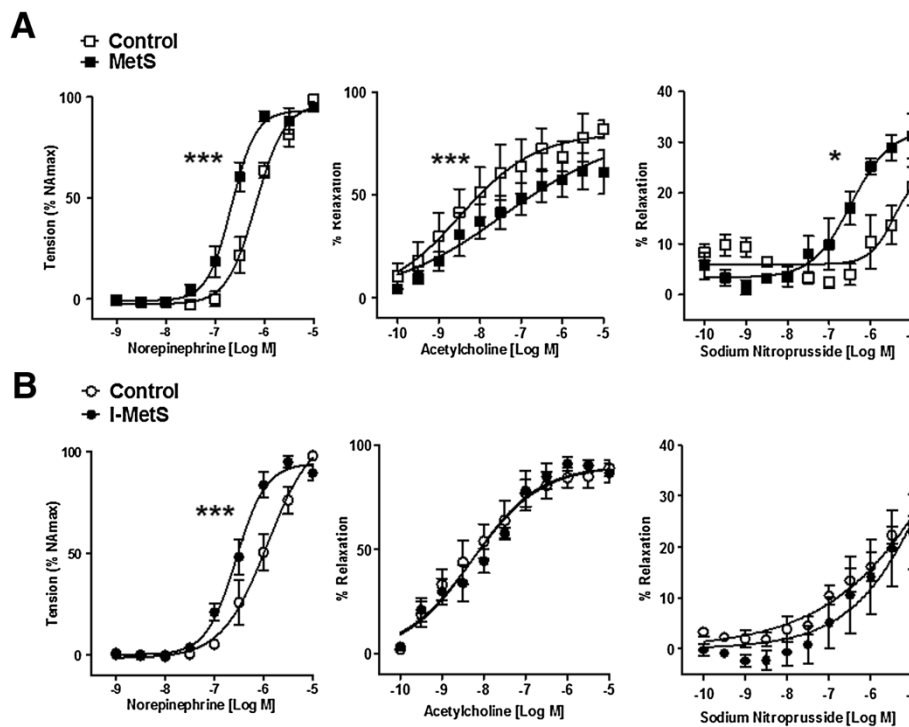 A
Control
MetS
Tension (% NAmax)
100
50
0
***
-9 -8 -7 -6 -5
Norepinephrine [Log M]
% Relaxation
100
50
0
***
-10 -9 -8 -7 -6 -5
Acetylcholine [Log M]
% Relaxation
40
30
20
10
0
*
-10 -9 -8 -7 -6
Sodium Nitroprusside [Log M]
B
Control
I-MetS
Tension (% NAmax)
100
50
0
***
-9 -8 -7 -6 -5
Norepinephrine [Log M]
% Relaxation
100
50
0
-10 -9 -8 -7 -6 -5
Acetylcholine [Log M]
% Relaxation
40
30
20
10
0
-10 -9 -8 -7 -6
Sodium Nitroprusside [Log M]